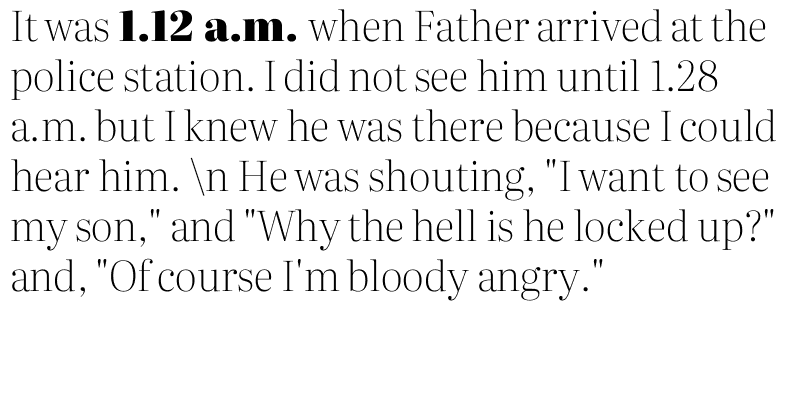 It was 1.12 a.m. when Father arrived at the
police station. I did not see him until 1.28
a.m. but I knew he was there because I could
hear him. \n He was shouting, "I want to see
my son," and "Why the hell is he locked up?"
and, "Of course I'm bloody angry."